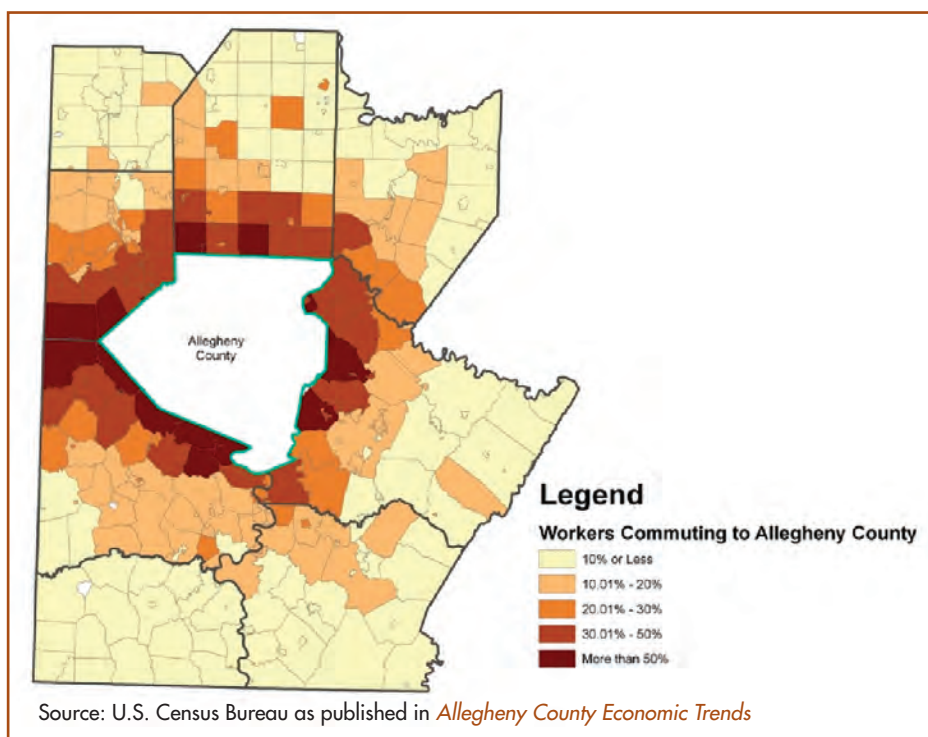 Allegheny
County
Legend
Workers Commuting to Allegheny County
10% or Less
10.01% - 20%
20.01% - 30%
30.01% - 50%
More than 50%
Source: U.S. Census Bureau as published in Allegheny County Economic Trends